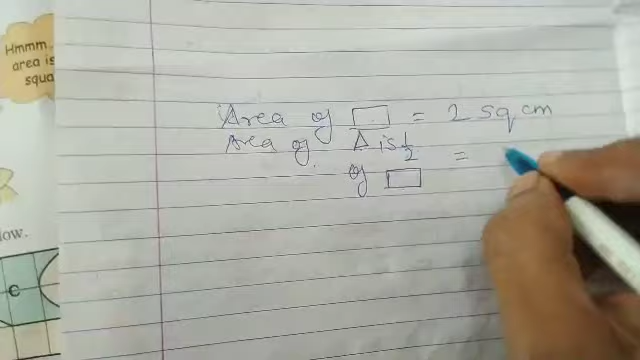 Hmmm
area is
squa
Area of ▭ = 2 sq cm
Area of △ is 1/2
of ▭ =
low.
C